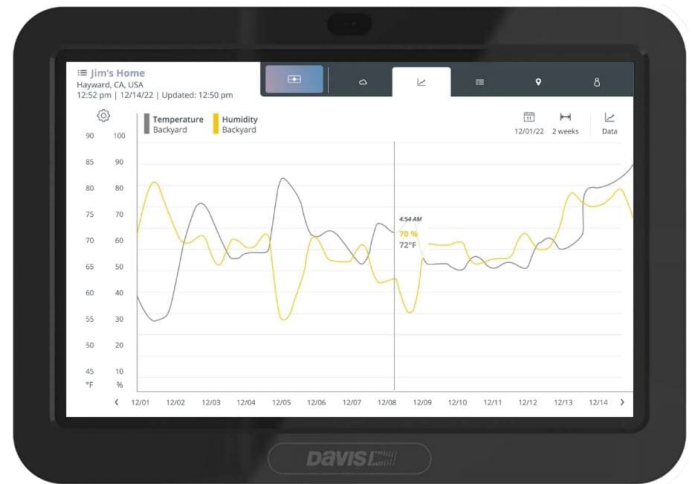 Jim's Home
Hayward, CA, USA
12:52 pm | 12/14/22 | Updated: 12:50 pm
Temperature
Backyard
Humidity
Backyard
11
12/01/22
2 weeks
Data
90 100
85 90
80 80
75 70
70 60
65 50
60 40
55 30
50 20
45 10
°F %
4:54 AM
70 %
72°F
12/01 12/02 12/03 12/04 12/05 12/06 12/07 12/08 12/09 12/10 12/11 12/12 12/13 12/14
DAVIS